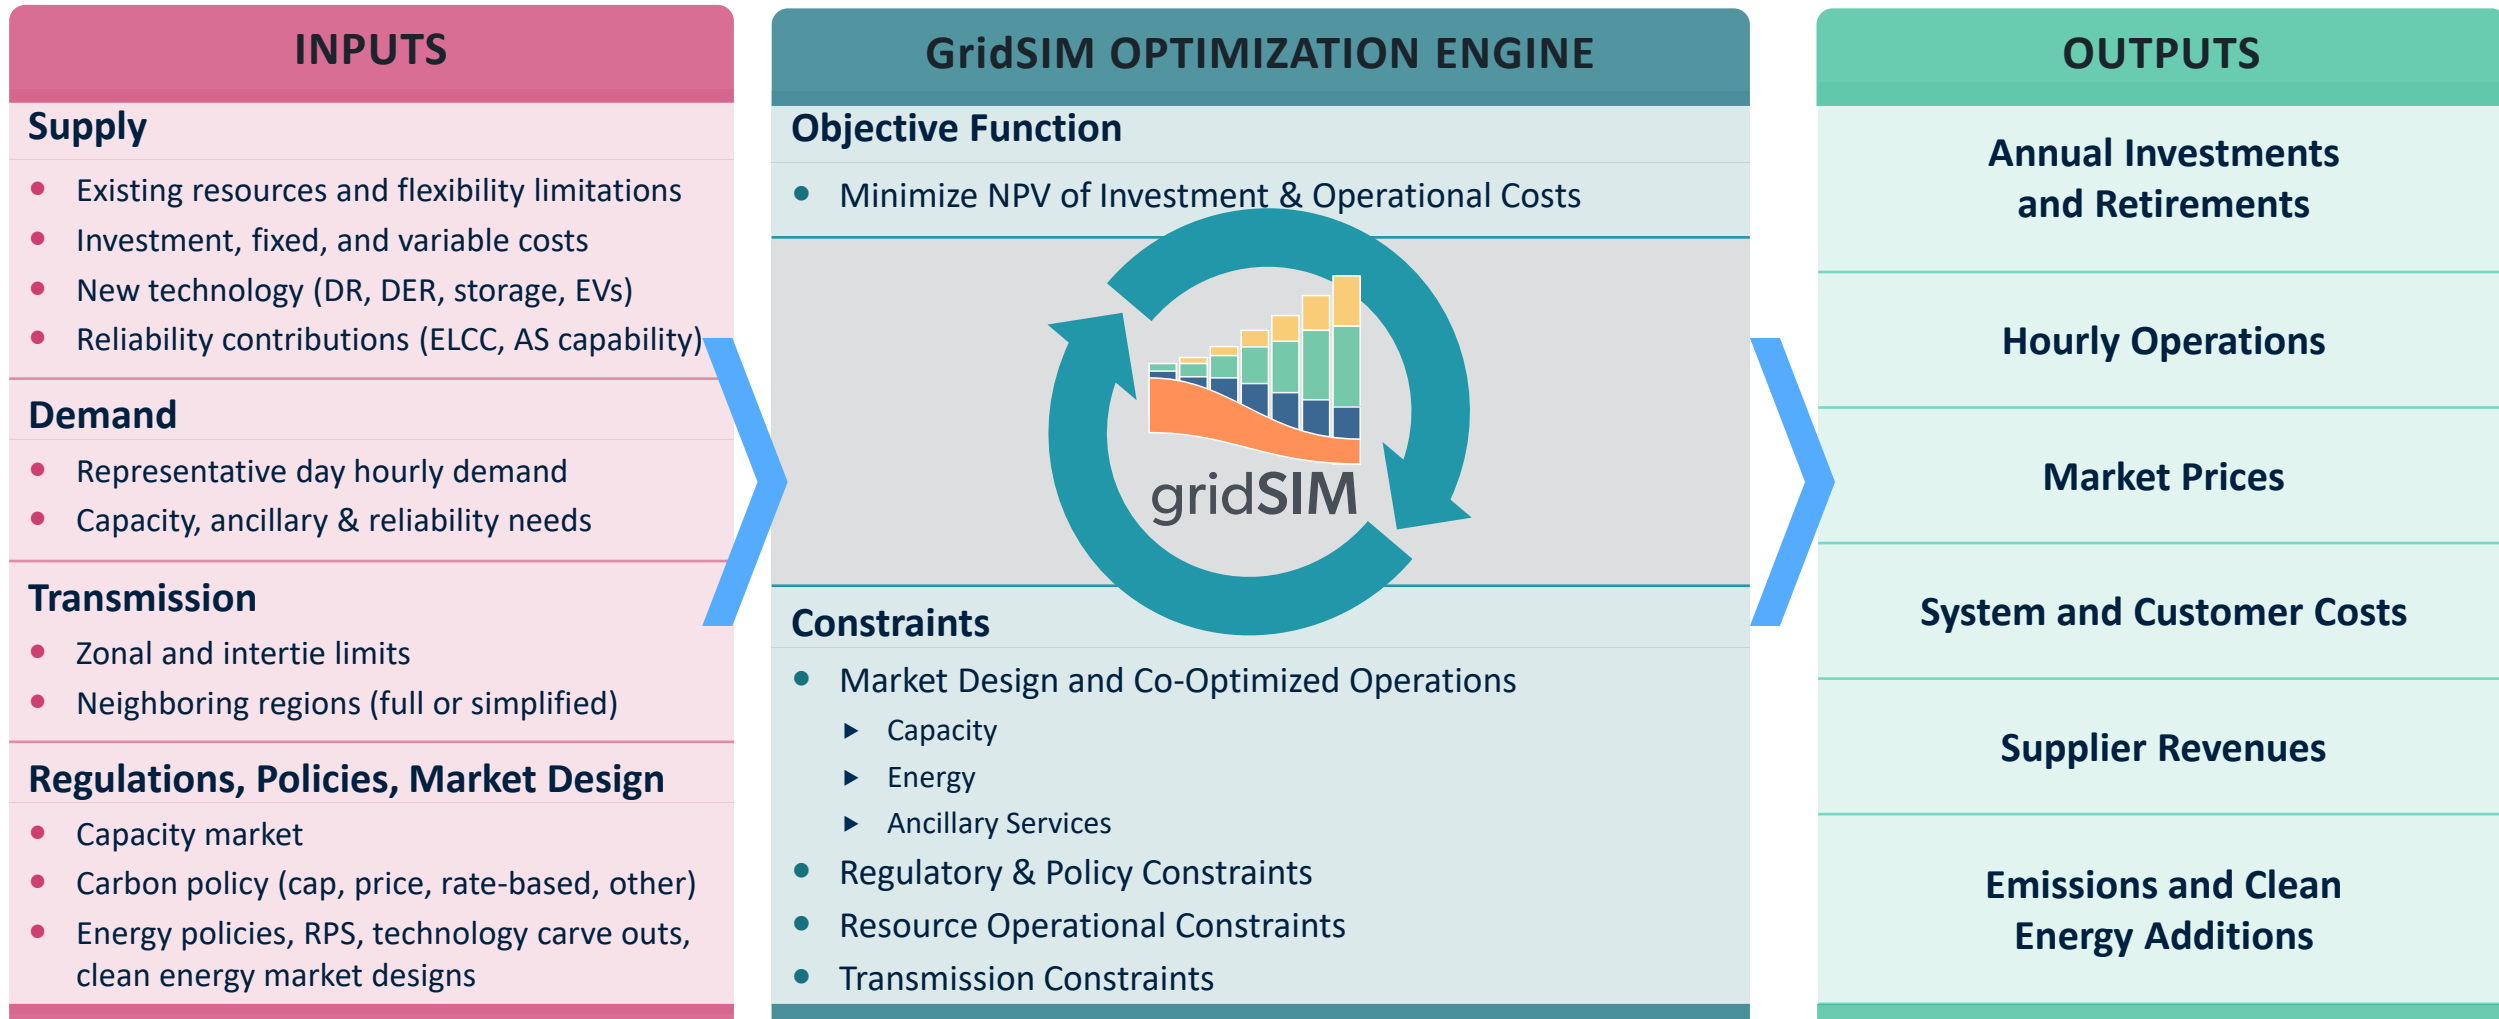 INPUTS
Supply
Existing resources and flexibility limitations
Investment, fixed, and variable costs
New technology (DR, DER, storage, EVs)
Reliability contributions (ELCC, AS capability)
Demand
Representative day hourly demand
Capacity, ancillary & reliability needs
Transmission
Zonal and intertie limits
Neighboring regions (full or simplified)
Regulations, Policies, Market Design
Capacity market
Carbon policy (cap, price, rate-based, other)
Energy policies, RPS, technology carve outs,
clean energy market designs
GridSIM OPTIMIZATION ENGINE
Objective Function
Minimize NPV of Investment & Operational Costs
gridSIM
Constraints
Market Design and Co-Optimized Operations
Capacity
Energy
Ancillary Services
Regulatory & Policy Constraints
Resource Operational Constraints
Transmission Constraints
OUTPUTS
Annual Investments
and Retirements
Hourly Operations
Market Prices
System and Customer Costs
Supplier Revenues
Emissions and Clean
Energy Additions